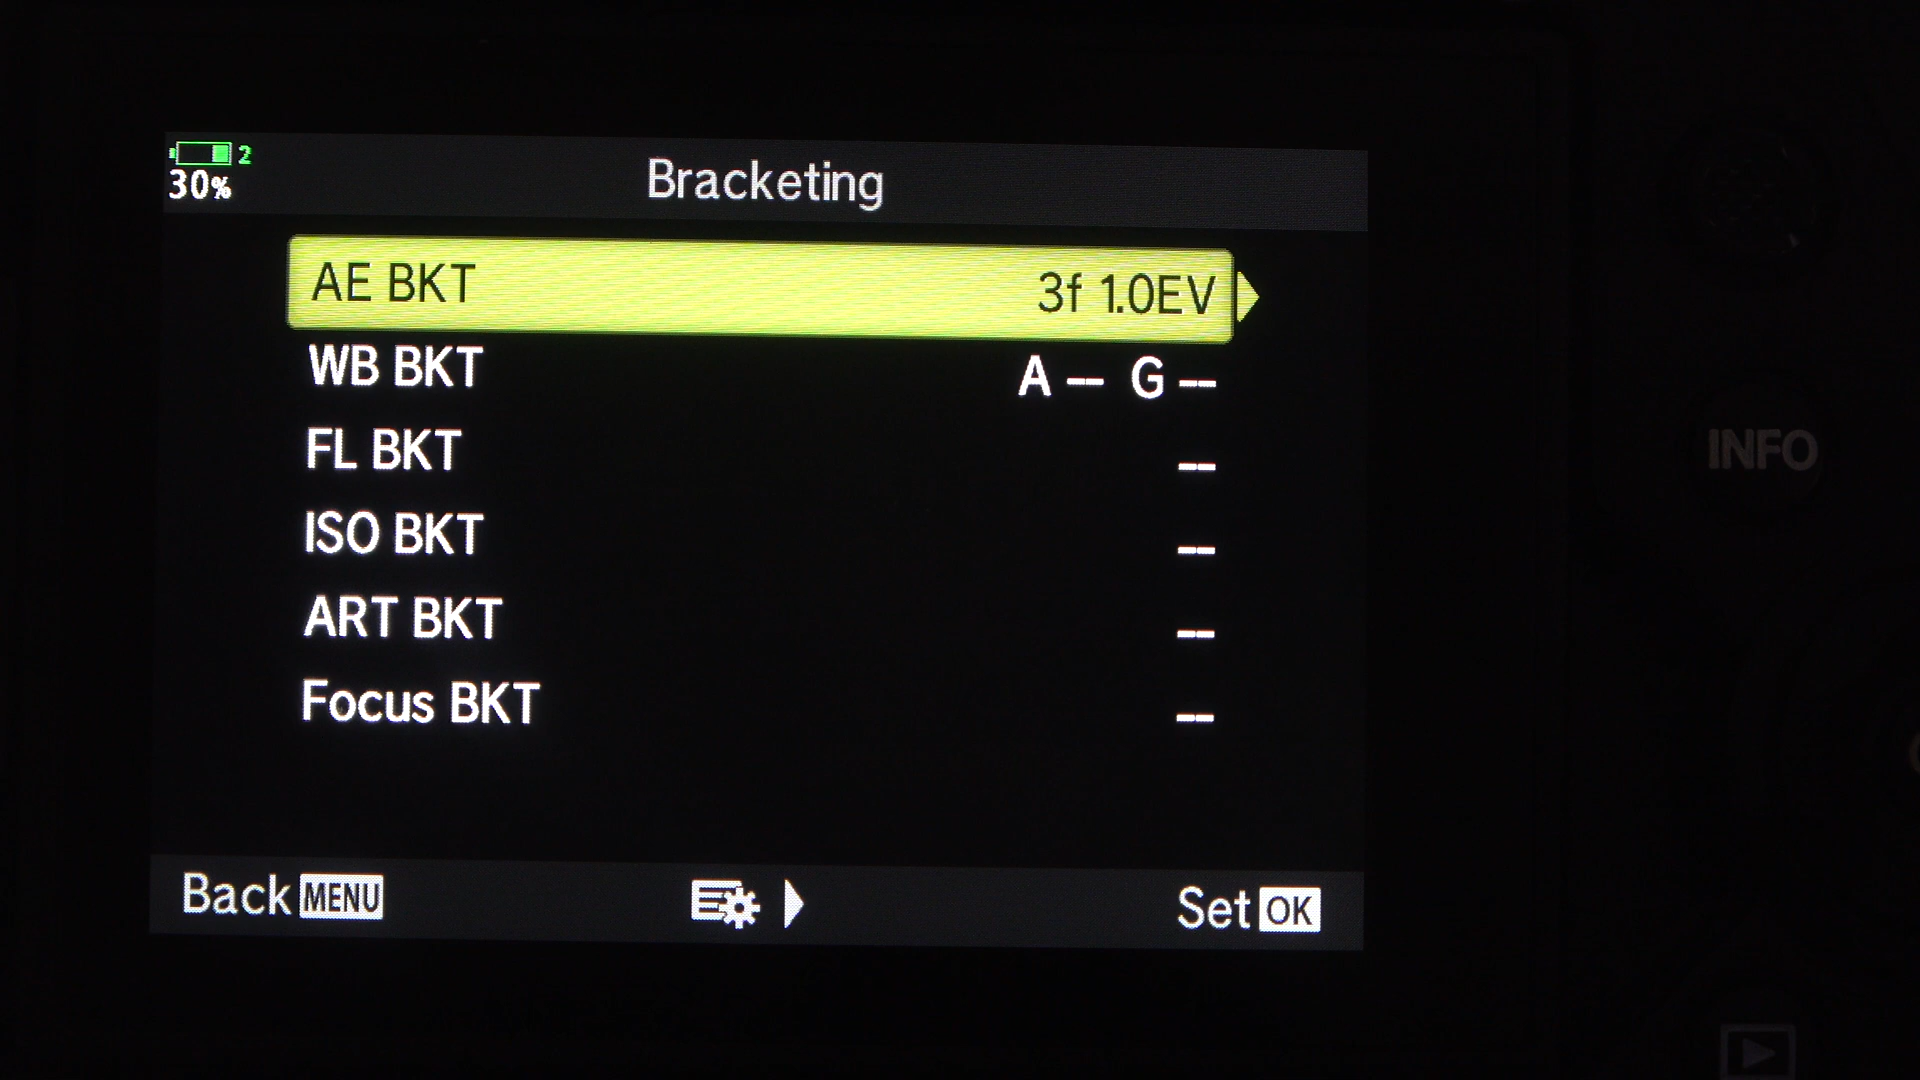 2
30%
Bracketing
AE BKT 3f 1.0EV
WB BKT A -- G --
FL BKT --
ISO BKT --
ART BKT --
Focus BKT --
INFO
Back MENU Set OK